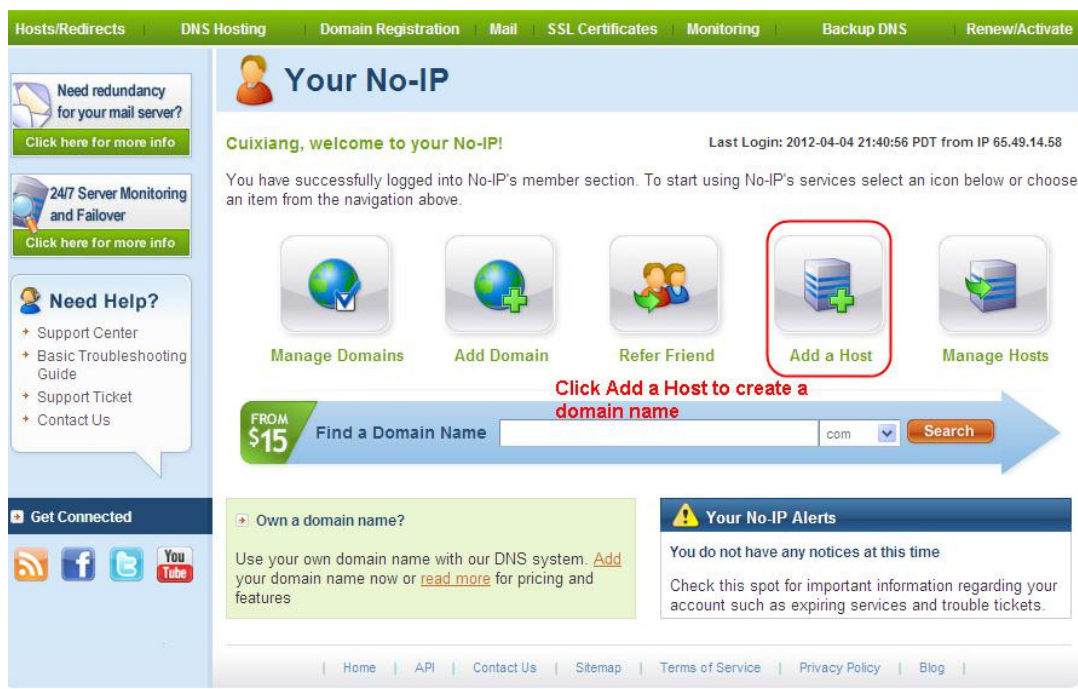 Hosts/Redirects | DNS Hosting | Domain Registration | Mail | SSL Certificates | Monitoring | Backup DNS | Renew/Activate
Need redundancy
for your mail server?
Click here for more info
24/7 Server Monitoring
and Failover
Click here for more info
Need Help?
Support Center
Basic Troubleshooting
Guide
Support Ticket
Contact Us
Get Connected
You
Tube
Your No-IP
Cuixiang, welcome to your No-IP!
Last Login: 2012-04-04 21:40:56 PDT from IP 65.49.14.58
You have successfully logged into No-IP's member section. To start using No-IP's services select an icon below or choose
an item from the navigation above.
Manage Domains
Add Domain
Refer Friend
Add a Host
Manage Hosts
Click Add a Host to create a
domain name
FROM
$15
Find a Domain Name
com
Search
Own a domain name?
Use your own domain name with our DNS system. Add
your domain name now or read more for pricing and
features
Your No-IP Alerts
You do not have any notices at this time
Check this spot for important information regarding your
account such as expiring services and trouble tickets.
| Home | API | Contact Us | Sitemap | Terms of Service | Privacy Policy | Blog |